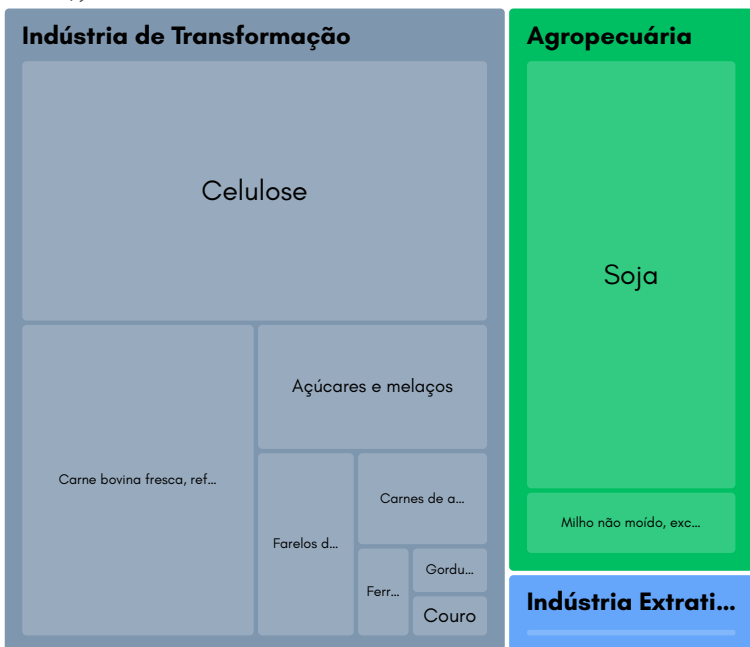 Indústria de Transformação
Celulose
Carne bovina fresca, ref...
Açúcares e melaços
Farelos d...
Carnes de a...
Ferr...
Gordu...
Couro
Agropecuária
Soja
Milho não moído, exc...
Indústria Extrati...